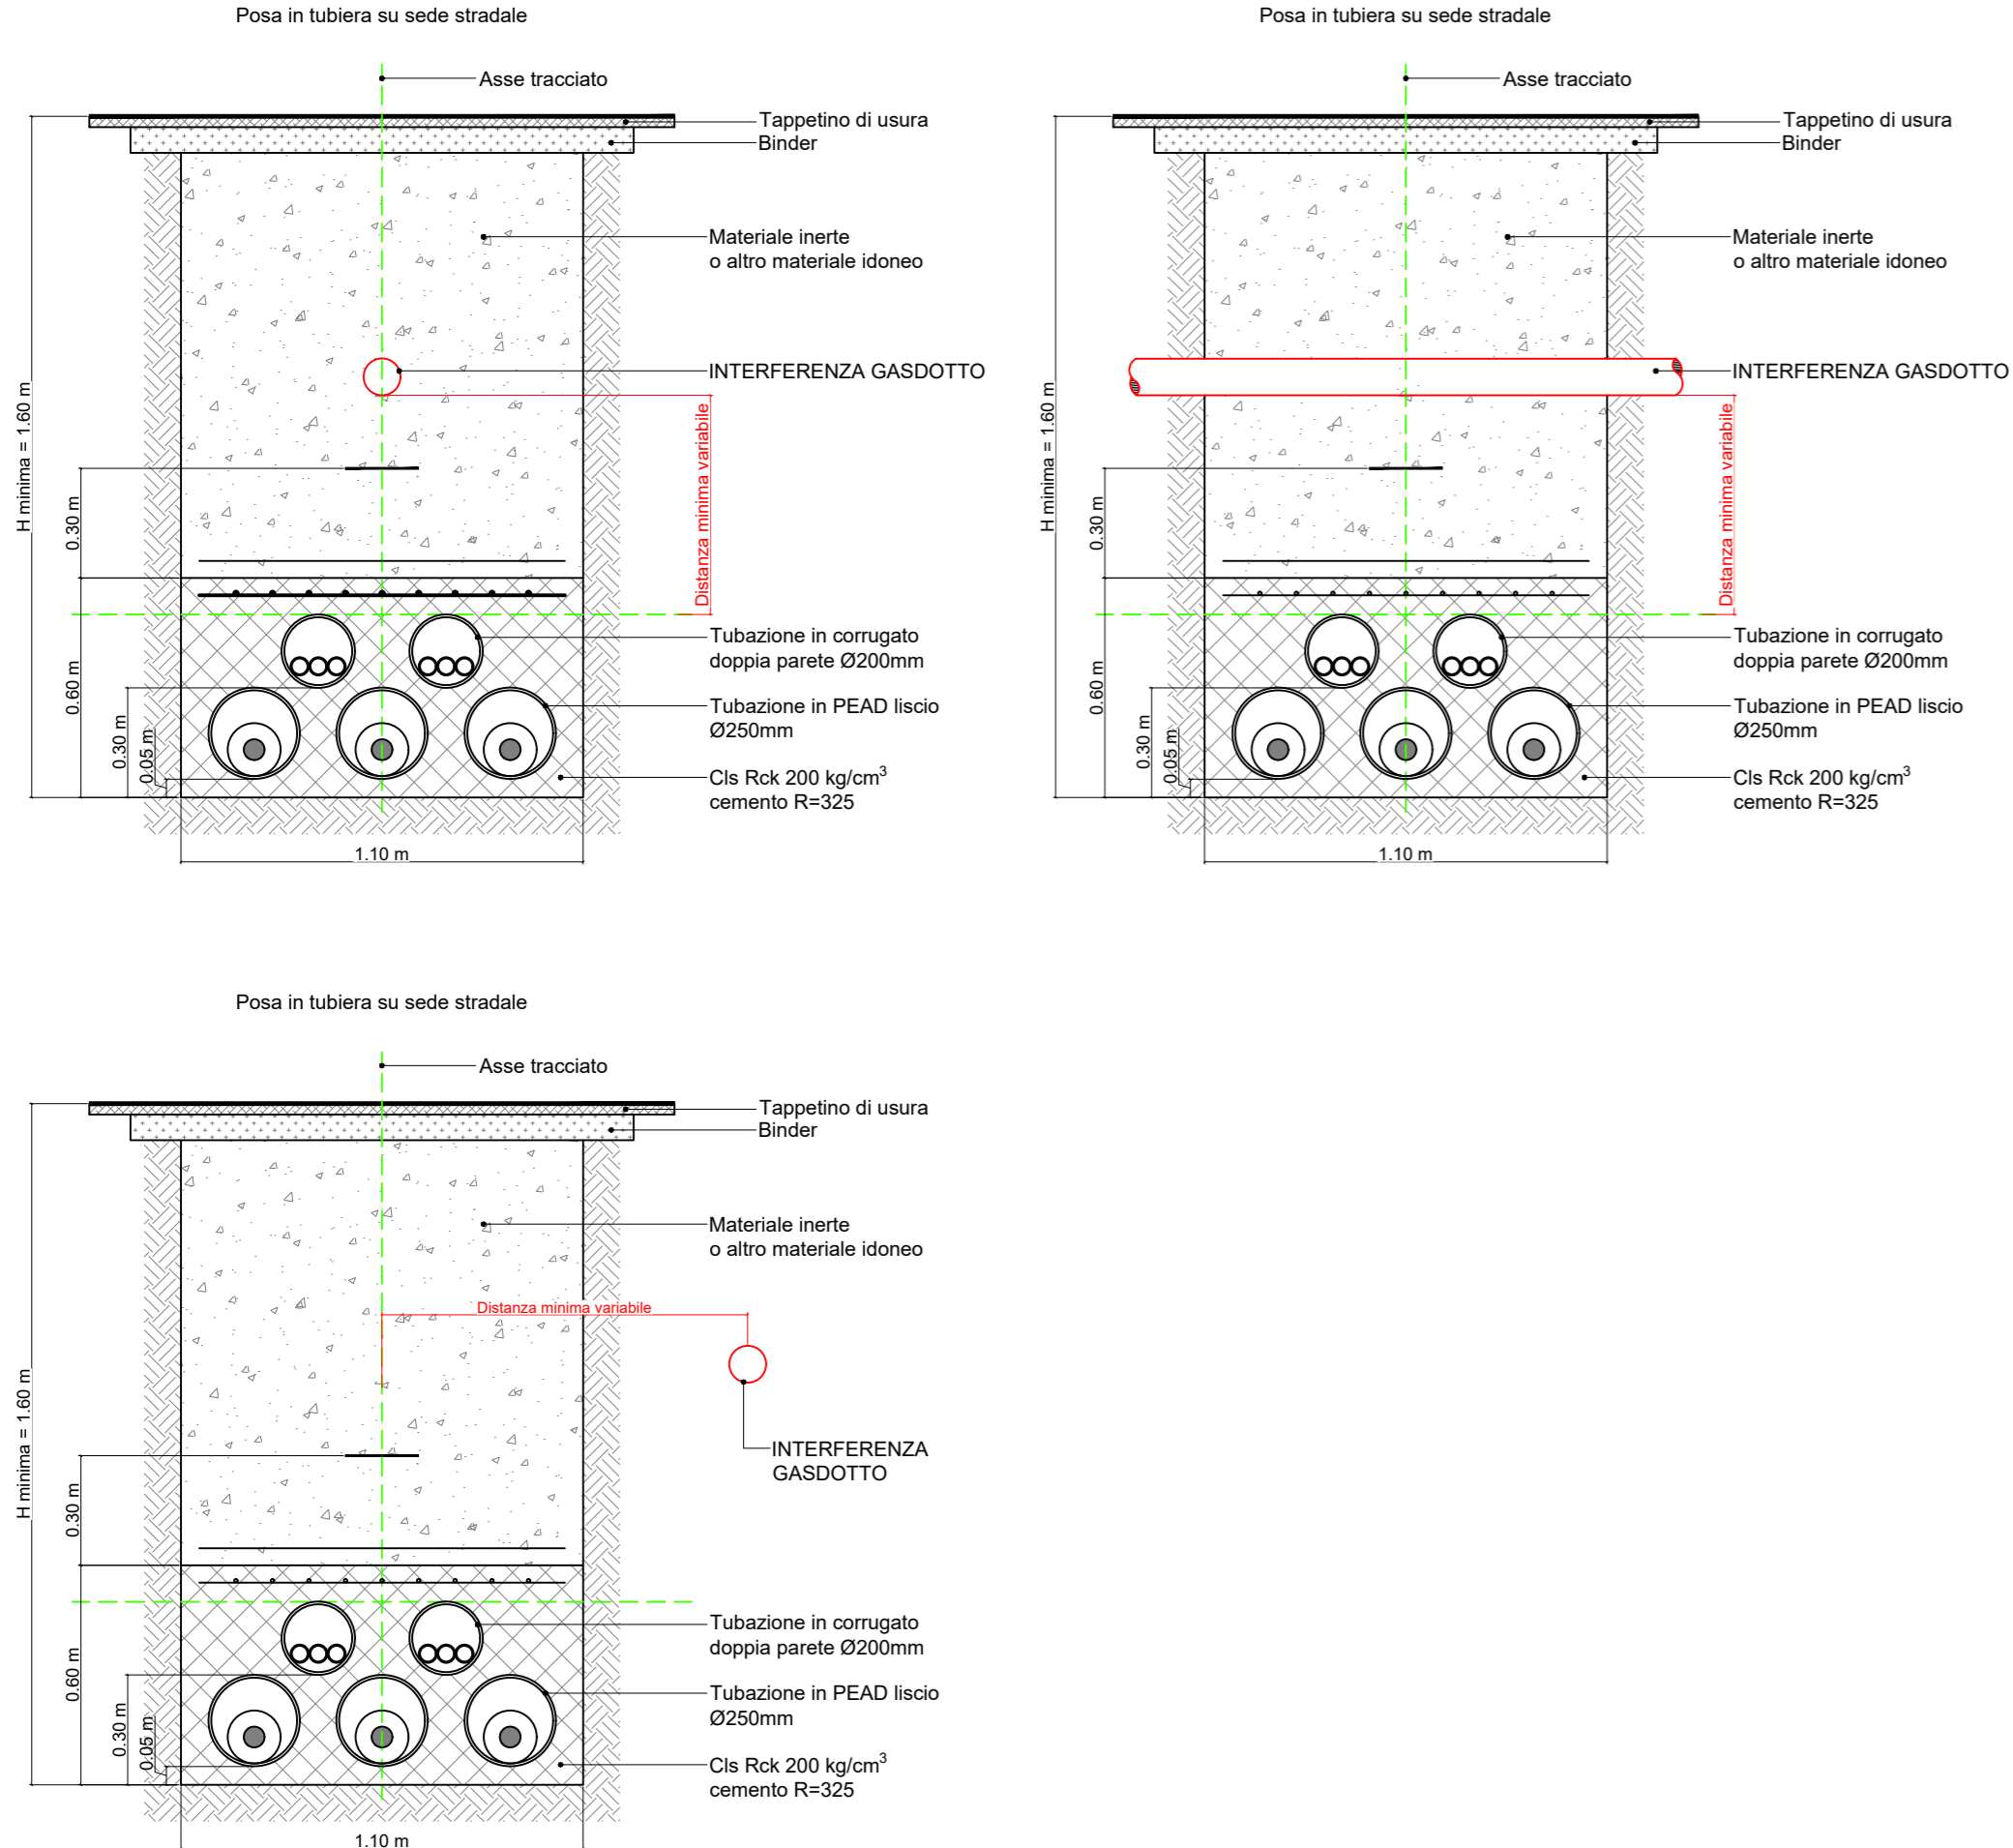 Posa in tubiera su sede stradale
Asse tracciato
Tappetino di usura
Binder
Materiale inerte
o altro materiale idoneo
INTERFERENZA GASDOTTO
Distanza minima variabile
H minima = 1.60 m
0.30 m
0.60 m
0.30 m
0.05 m
Tubazione in corrugato
doppia parete Ø200mm
Tubazione in PEAD liscio
Ø250mm
Cls Rck 200 kg/cm³
cemento R=325
1.10 m
Posa in tubiera su sede stradale
Asse tracciato
Tappetino di usura
Binder
Materiale inerte
o altro materiale idoneo
INTERFERENZA GASDOTTO
Distanza minima variabile
H minima = 1.60 m
0.30 m
0.60 m
0.30 m
0.05 m
Tubazione in corrugato
doppia parete Ø200mm
Tubazione in PEAD liscio
Ø250mm
Cls Rck 200 kg/cm³
cemento R=325
1.10 m
Posa in tubiera su sede stradale
Asse tracciato
Tappetino di usura
Binder
Materiale inerte
o altro materiale idoneo
Distanza minima variabile
INTERFERENZA
GASDOTTO
H minima = 1.60 m
0.30 m
0.60 m
0.30 m
0.05 m
Tubazione in corrugato
doppia parete Ø200mm
Tubazione in PEAD liscio
Ø250mm
Cls Rck 200 kg/cm³
cemento R=325
1.10 m